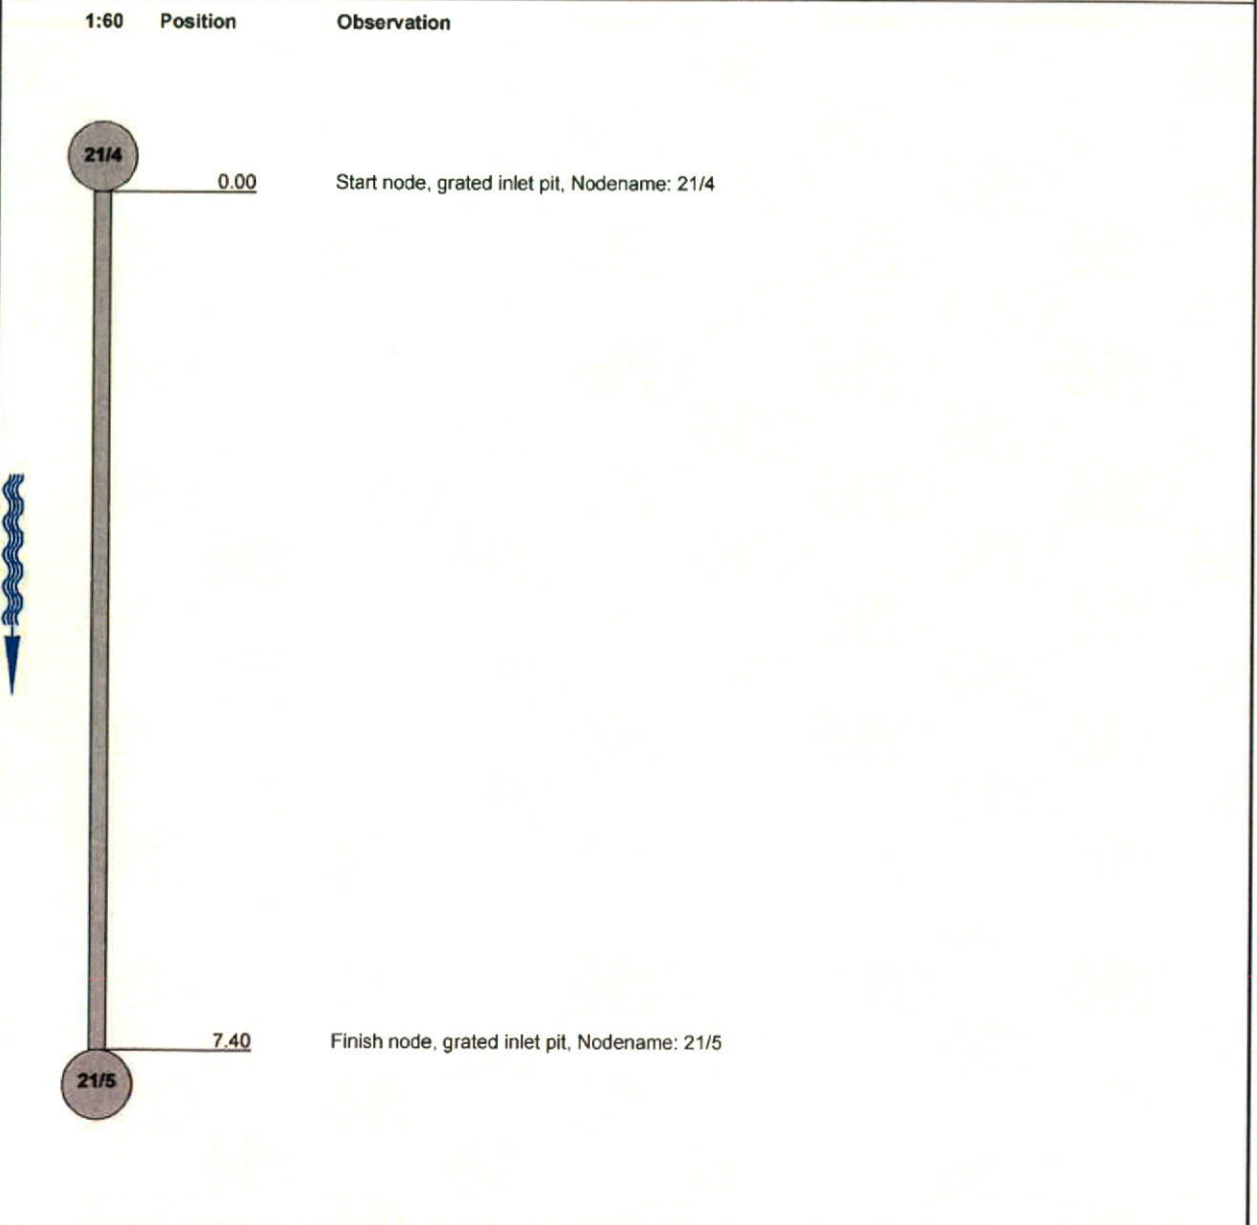 1:60 Position Observation
21/4
0.00 Start node, grated inlet pit, Nodename: 21/4
7.40 Finish node, grated inlet pit, Nodename: 21/5
21/5